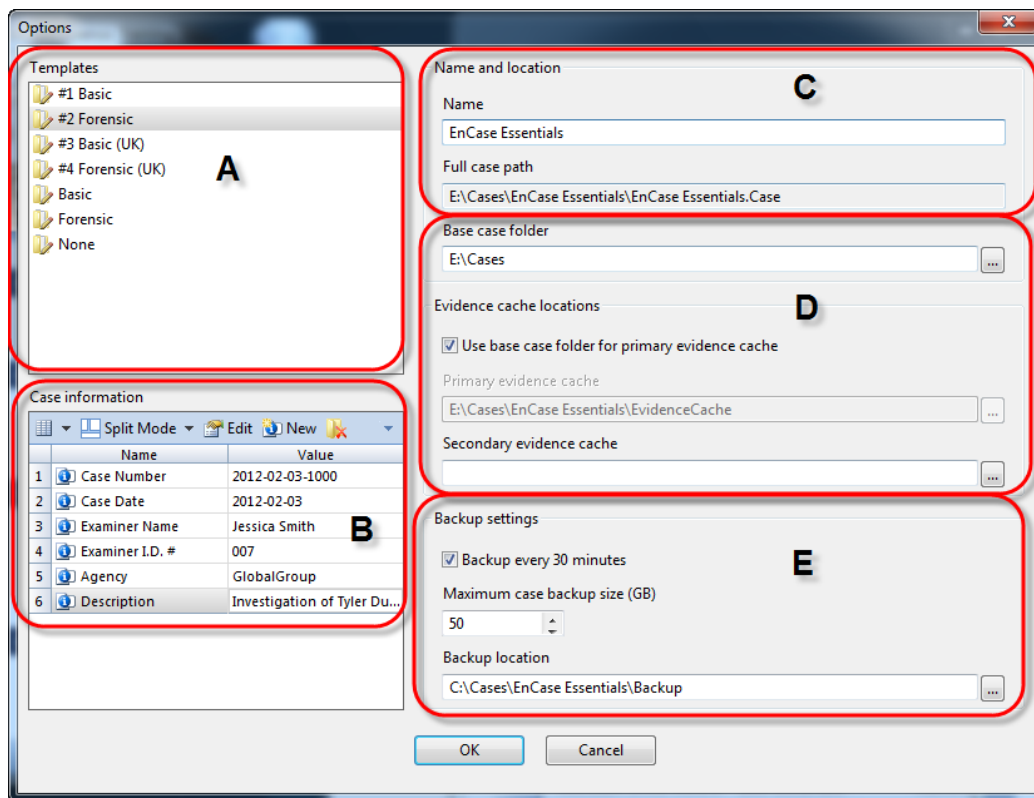 Options
Templates
#1 Basic
#2 Forensic
#3 Basic (UK)
#4 Forensic (UK)
Basic
Forensic
None
A
Case information
Split Mode Edit New
Name Value
1 Case Number 2012-02-03-1000
2 Case Date 2012-02-03
3 Examiner Name Jessica Smith
4 Examiner I.D. # 007
5 Agency GlobalGroup
6 Description Investigation of Tyler Du...
B
Name and location
C
Name
EnCase Essentials
Full case path
E:\Cases\EnCase Essentials\EnCase Essentials.Case
Base case folder
E:\Cases
...
Evidence cache locations
D
Use base case folder for primary evidence cache
Primary evidence cache
E:\Cases\EnCase Essentials\EvidenceCache
...
Secondary evidence cache
...
Backup settings
E
Backup every 30 minutes
Maximum case backup size (GB)
50
Backup location
C:\Cases\EnCase Essentials\Backup
...
OK Cancel